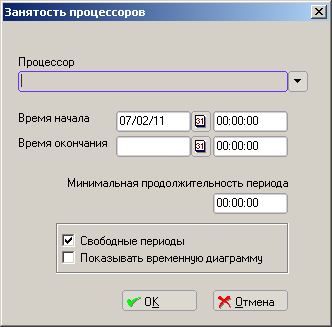 Занятость процессоров
Процессор
Время начала 07/02/11 31 00:00:00
Время окончания 31 00:00:00
Минимальная продолжительность периода
00:00:00
Свободные периоды
Показывать временную диаграмму
OK Отмена